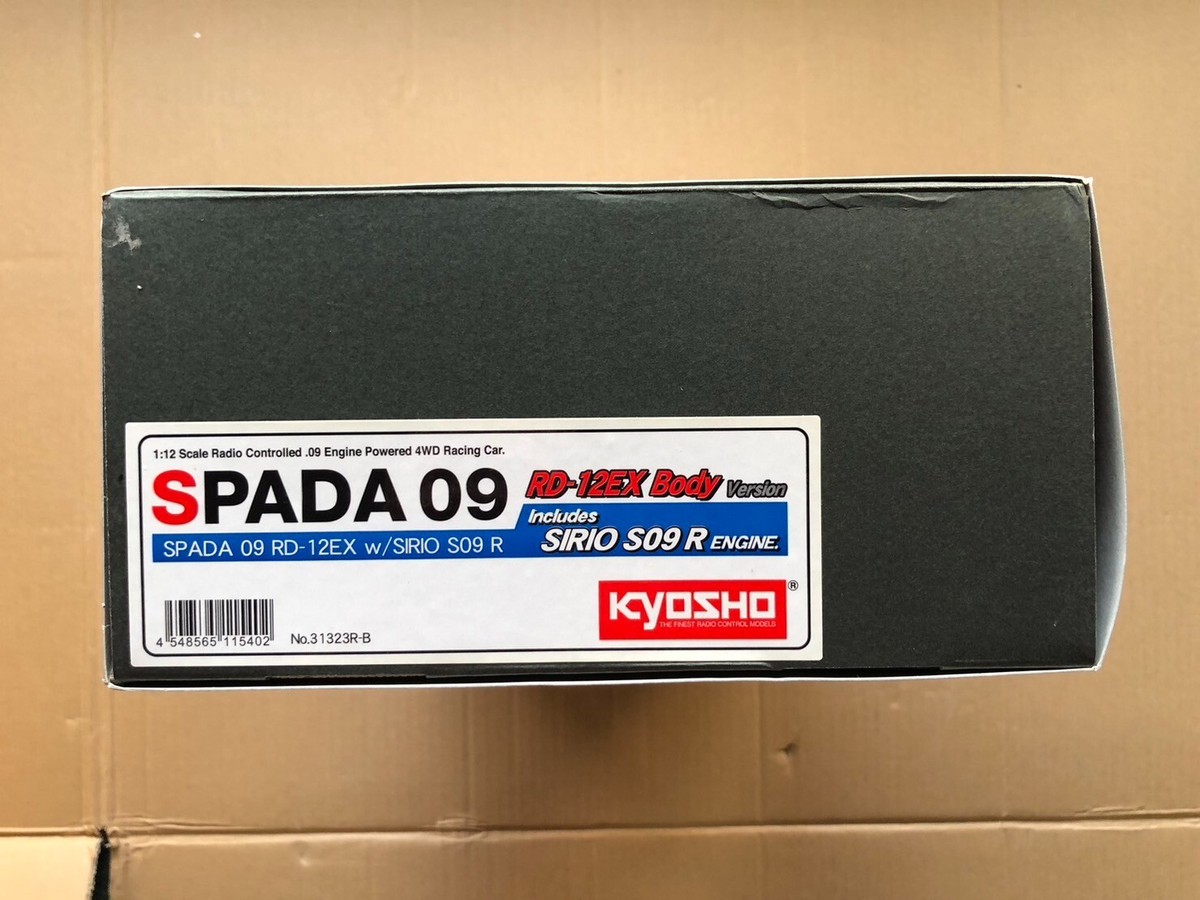 1:12 Scale Radio Controlled .09 Engine Powered 4WD Racing Car.
SPADA 09
RD-12EX Body Version
Includes
SIRIO S09 R ENGINE.
SPADA 09 RD-12EX w/SIRIO S09 R
KYOSHO ®
THE FINEST RADIO CONTROL MODELS
4 548565 115402
No.31323R-B